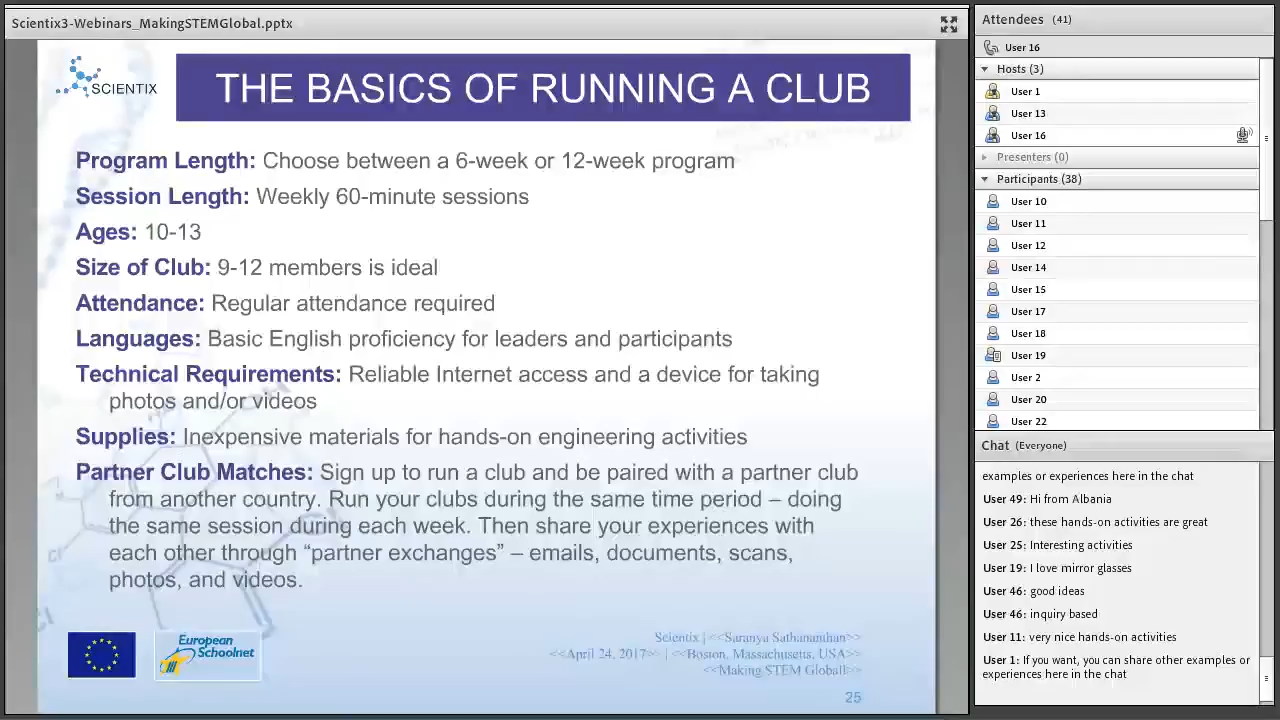 Scientix3-Webinars_MakingSTEMGlobal.pptx
SCIENTIX
THE BASICS OF RUNNING A CLUB
Program Length: Choose between a 6-week or 12-week program
Session Length: Weekly 60-minute sessions
Ages: 10-13
Size of Club: 9-12 members is ideal
Attendance: Regular attendance required
Languages: Basic English proficiency for leaders and participants
Technical Requirements: Reliable Internet access and a device for taking
photos and/or videos
Supplies: Inexpensive materials for hands-on engineering activities
Partner Club Matches: Sign up to run a club and be paired with a partner club
from another country. Run your clubs during the same time period – doing
the same session during each week. Then share your experiences with
each other through “partner exchanges” – emails, documents, scans,
photos, and videos.
European
Schoolnet
Scientix | <<Saranya Sathananthan>>
<<April 24, 2017>> | <<Boston, Massachusetts, USA>>
<<Making STEM Global!>>
25
Attendees (41)
User 16
Hosts (3)
User 1
User 13
User 16
Presenters (0)
Participants (38)
User 10
User 11
User 12
User 14
User 15
User 17
User 18
User 19
User 2
User 20
User 22
Chat (Everyone)
examples or experiences here in the chat
User 49: Hi from Albania
User 26: these hands-on activities are great
User 25: Interesting activities
User 19: I love mirror glasses
User 46: good ideas
User 46: inquiry based
User 11: very nice hands-on activities
User 1: If you want, you can share other examples or
experiences here in the chat